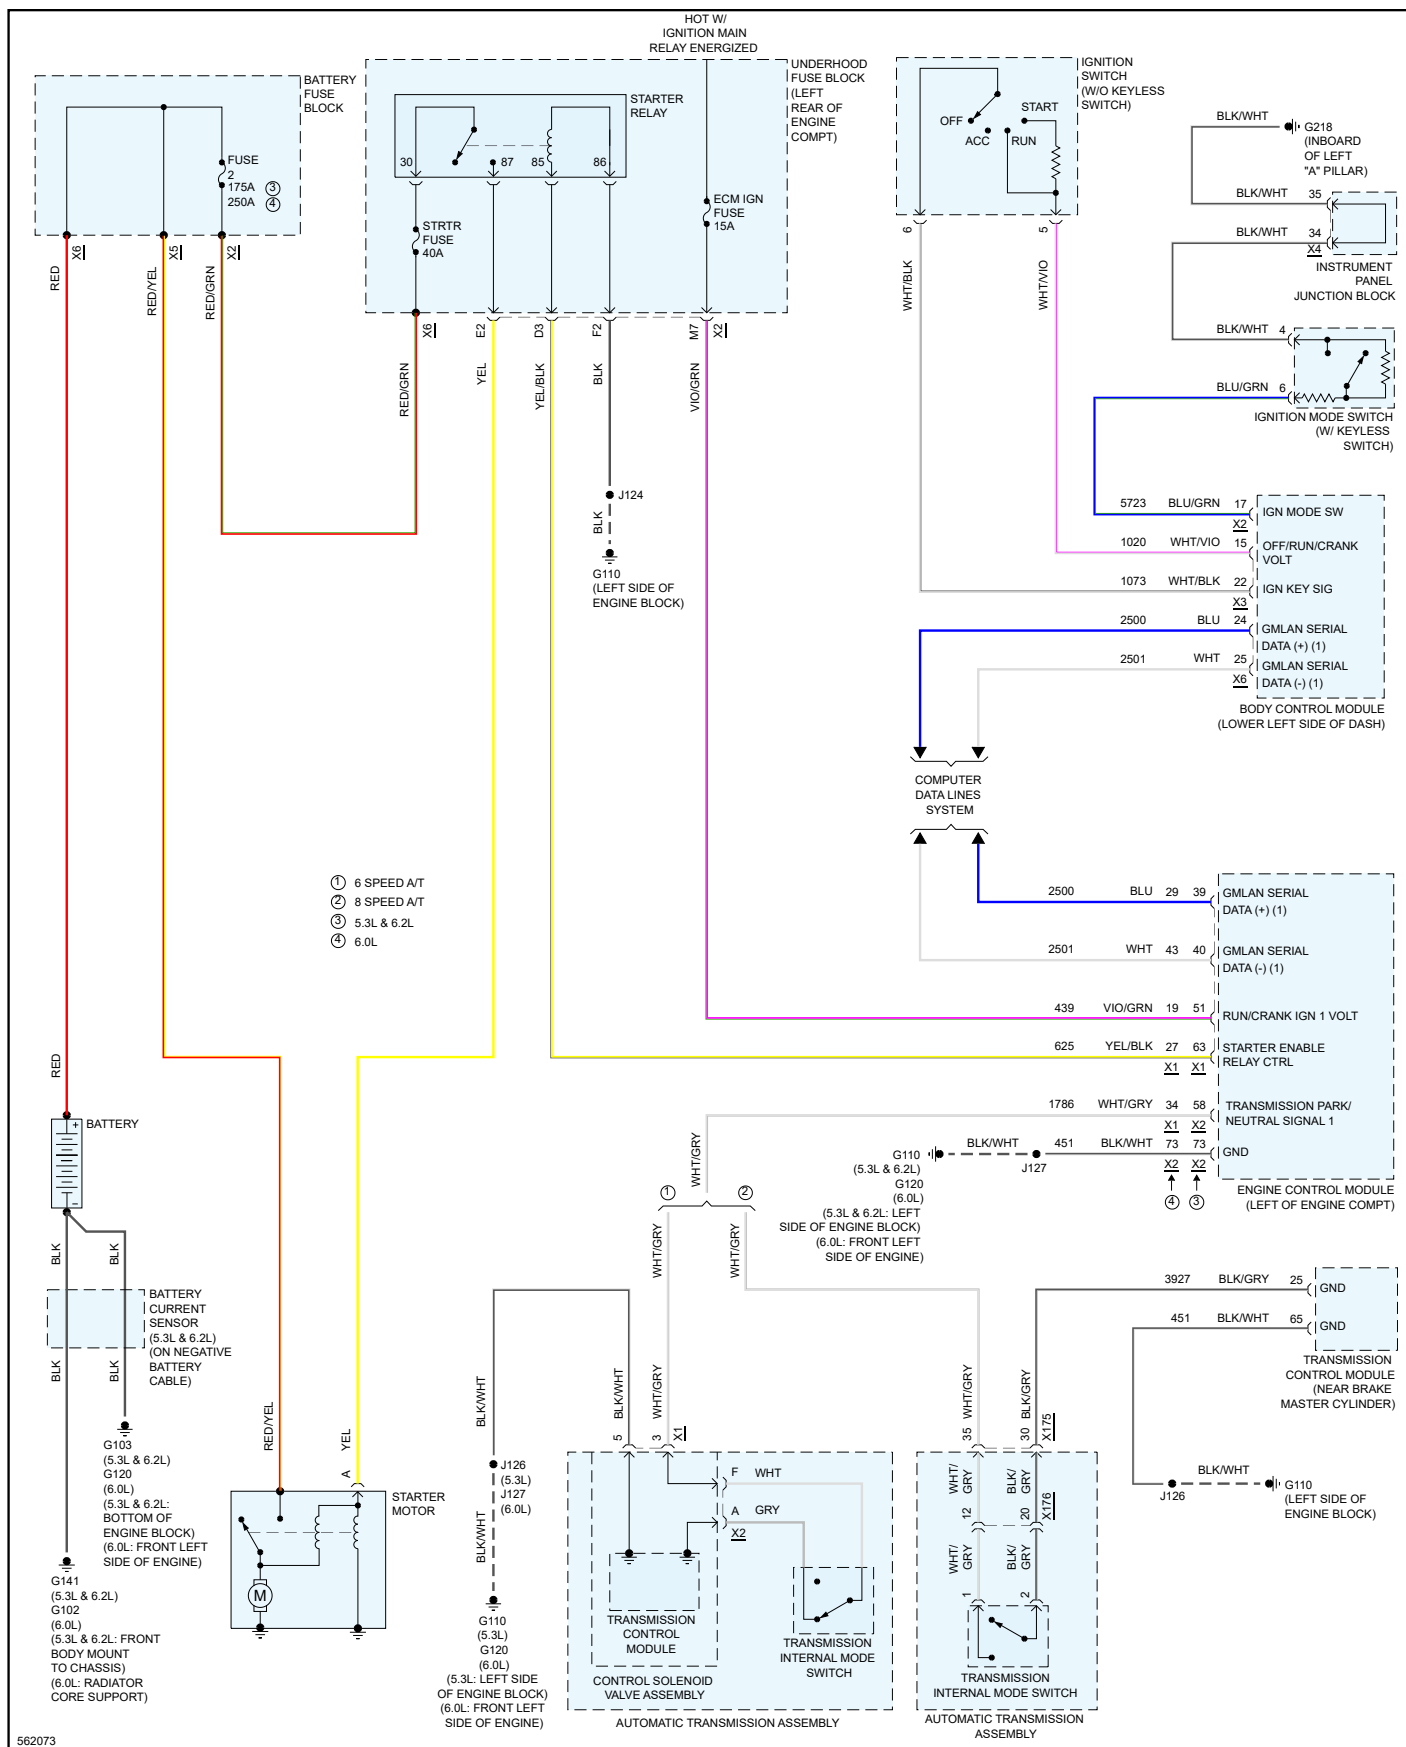 HOT W/
IGNITION MAIN
RELAY ENERGIZED
BATTERY
FUSE
BLOCK
FUSE
2
175A 3
250A 4
X6
X5
X2
RED
RED/YEL
RED/GRN
UNDERHOOD
FUSE BLOCK
(LEFT
REAR OF
ENGINE
COMPT)
STARTER
RELAY
30
87
85
86
STRTR
FUSE
40A
ECM IGN
FUSE
15A
X6
E2
D3
F2
M7
X2
RED/GRN
YEL
YEL/BLK
BLK
VIO/GRN
J124
BLK
G110
(LEFT SIDE OF
ENGINE BLOCK)
IGNITION
SWITCH
(W/O KEYLESS
SWITCH)
OFF
ACC
RUN
START
6
5
WHT/BLK
WHT/VIO
BLK/WHT
G218
(INBOARD
OF LEFT
"A" PILLAR)
BLK/WHT 35
BLK/WHT 34
X4
INSTRUMENT
PANEL
JUNCTION BLOCK
BLK/WHT 4
BLU/GRN 6
IGNITION MODE SWITCH
(W/ KEYLESS
SWITCH)
5723 BLU/GRN 17 IGN MODE SW
X2
1020 WHT/VIO 15 OFF/RUN/CRANK
VOLT
1073 WHT/BLK 22 IGN KEY SIG
X3
2500 BLU 24 GMLAN SERIAL
DATA (+) (1)
2501 WHT 25 GMLAN SERIAL
X6 DATA (-) (1)
BODY CONTROL MODULE
(LOWER LEFT SIDE OF DASH)
COMPUTER
DATA LINES
SYSTEM
1 6 SPEED A/T
2 8 SPEED A/T
3 5.3L & 6.2L
4 6.0L
2500 BLU 29 39 GMLAN SERIAL
DATA (+) (1)
2501 WHT 43 40 GMLAN SERIAL
DATA (-) (1)
439 VIO/GRN 19 51 RUN/CRANK IGN 1 VOLT
625 YEL/BLK 27 63 STARTER ENABLE
X1 X1 RELAY CTRL
1786 WHT/GRY 34 58 TRANSMISSION PARK/
X1 X2 NEUTRAL SIGNAL 1
BLK/WHT 451 BLK/WHT 73 73 GND
X2 X2
4 3
J127
G110
(5.3L & 6.2L)
G120
(6.0L)
(5.3L & 6.2L: LEFT
SIDE OF ENGINE BLOCK)
(6.0L: FRONT LEFT
SIDE OF ENGINE)
ENGINE CONTROL MODULE
(LEFT OF ENGINE COMPT)
RED
BATTERY
+
-
BLK
BLK
BATTERY
CURRENT
SENSOR
(5.3L & 6.2L)
(ON NEGATIVE
BATTERY
CABLE)
BLK
BLK
G103
(5.3L & 6.2L)
G120
(6.0L)
(5.3L & 6.2L:
BOTTOM OF
ENGINE BLOCK)
(6.0L: FRONT LEFT
SIDE OF ENGINE)
G141
(5.3L & 6.2L)
G102
(6.0L)
(5.3L & 6.2L: FRONT
BODY MOUNT
TO CHASSIS)
(6.0L: RADIATOR
CORE SUPPORT)
RED/YEL
YEL
A
STARTER
MOTOR
M
WHT/GRY
1
2
WHT/GRY
WHT/GRY
BLK/WHT
J126
(5.3L)
J127
(6.0L)
BLK/WHT
G110
(5.3L)
G120
(6.0L)
(5.3L: LEFT SIDE
OF ENGINE BLOCK)
(6.0L: FRONT LEFT
SIDE OF ENGINE)
BLK/WHT
WHT/GRY
5
3
X1
F WHT
A GRY
X2
TRANSMISSION
CONTROL
MODULE
CONTROL SOLENOID
VALVE ASSEMBLY
TRANSMISSION
INTERNAL MODE
SWITCH
AUTOMATIC TRANSMISSION ASSEMBLY
WHT/GRY
BLK/GRY
35
30
X175
WHT/
GRY
BLK/
GRY
12
20
X176
WHT/
GRY
BLK/
GRY
1
2
TRANSMISSION
INTERNAL MODE SWITCH
AUTOMATIC TRANSMISSION
ASSEMBLY
3927 BLK/GRY 25 GND
451 BLK/WHT 65 GND
TRANSMISSION
CONTROL MODULE
(NEAR BRAKE
MASTER CYLINDER)
BLK/WHT
J126
G110
(LEFT SIDE OF
ENGINE BLOCK)
562073